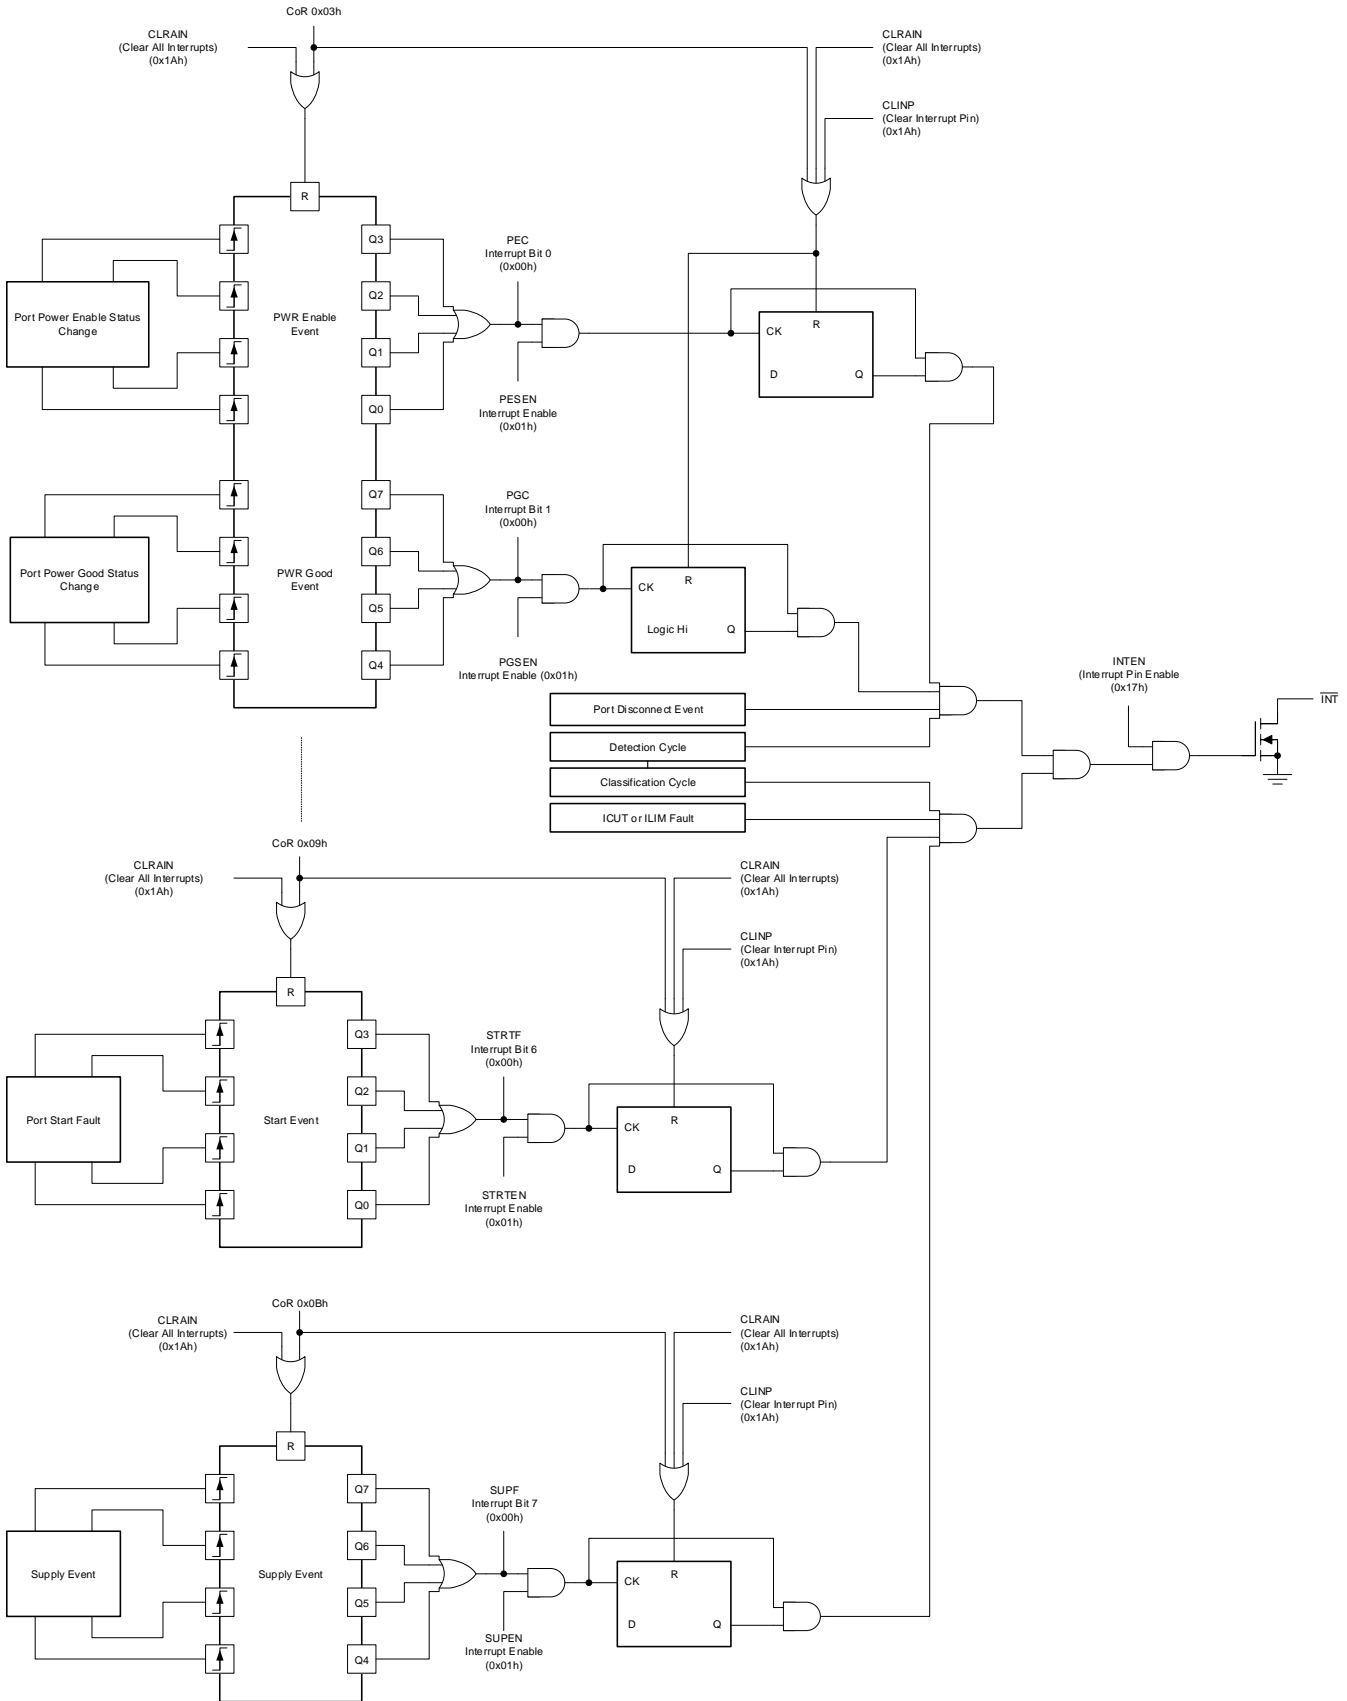 CoR 0x03h
CLRAIN
(Clear All Interrupts)
(0x1Ah)
CLRAIN
(Clear All Interrupts)
(0x1Ah)
CLINP
(Clear Interrupt Pin)
(0x1Ah)
R
Q3
Q2
Q1
Q0
Port Power Enable Status
Change
PWR Enable
Event
PEC
Interrupt Bit 0
(0x00h)
PESEN
Interrupt Enable
(0x01h)
CK
R
D
Q
Q7
Q6
Q5
Q4
Port Power Good Status
Change
PWR Good
Event
PGC
Interrupt Bit 1
(0x00h)
PGSEN
Interrupt Enable (0x01h)
CK
R
Logic Hi
Q
Port Disconnect Event
Detection Cycle
Classification Cycle
ICUT or ILIM Fault
INTEN
(Interrupt Pin Enable
(0x17h)
INT
CoR 0x09h
CLRAIN
(Clear All Interrupts)
(0x1Ah)
CLRAIN
(Clear All Interrupts)
(0x1Ah)
CLINP
(Clear Interrupt Pin)
(0x1Ah)
R
Q3
Q2
Q1
Q0
Port Start Fault
Start Event
STRTF
Interrupt Bit 6
(0x00h)
STRTEN
Interrupt Enable
(0x01h)
CK
R
D
Q
CoR 0x0Bh
CLRAIN
(Clear All Interrupts)
(0x1Ah)
CLRAIN
(Clear All Interrupts)
(0x1Ah)
CLINP
(Clear Interrupt Pin)
(0x1Ah)
R
Q7
Q6
Q5
Q4
Supply Event
Supply Event
SUPF
Interrupt Bit 7
(0x00h)
SUPEN
Interrupt Enable
(0x01h)
CK
R
D
Q